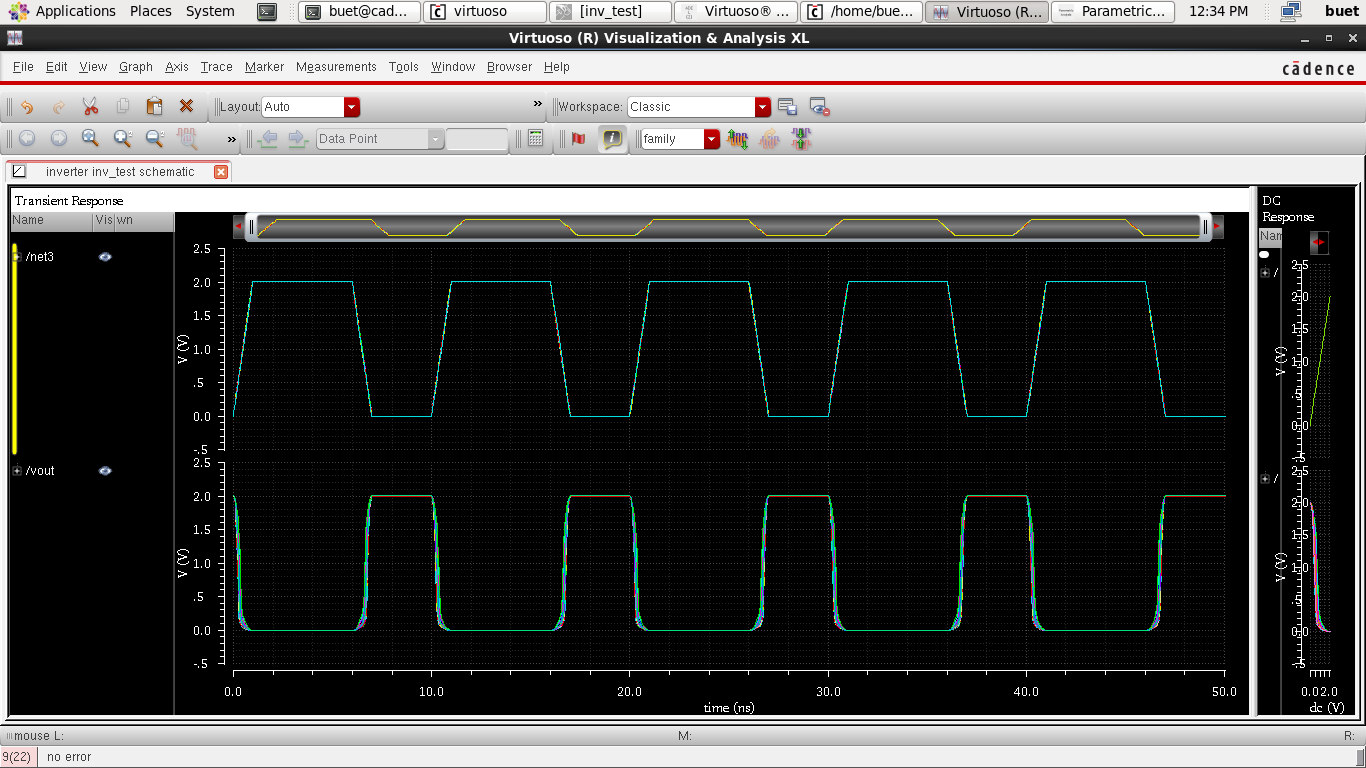 Applications Places System buet@cad... virtuoso [inv_test] Virtuoso® ... /home/bue... Virtuoso (R... Parametric... 12:34 PM buet
Virtuoso (R) Visualization & Analysis XL
File Edit View Graph Axis Trace Marker Measurements Tools Window Browser Help
cādence
Layout: Auto » Workspace: Classic
» Data Point family
inverter inv_test schematic
Transient Response
Name Vis wn
/net3
2.5
2.0
1.5
1.0
.5
0.0
-.5
V (V)
/vout
2.5
2.0
1.5
1.0
.5
0.0
-.5
V (V)
0.0 10.0 20.0 30.0 40.0 50.0
time (ns)
DC
Response
Nam
/
2.5
2.0
1.5
1.0
.5
0.0
-.5
V (V)
/
2.5
2.0
1.5
1.0
.5
0.0
-.5
V (V)
0.0 2.0
dc (V)
mouse L: M: R:
9(22) no error